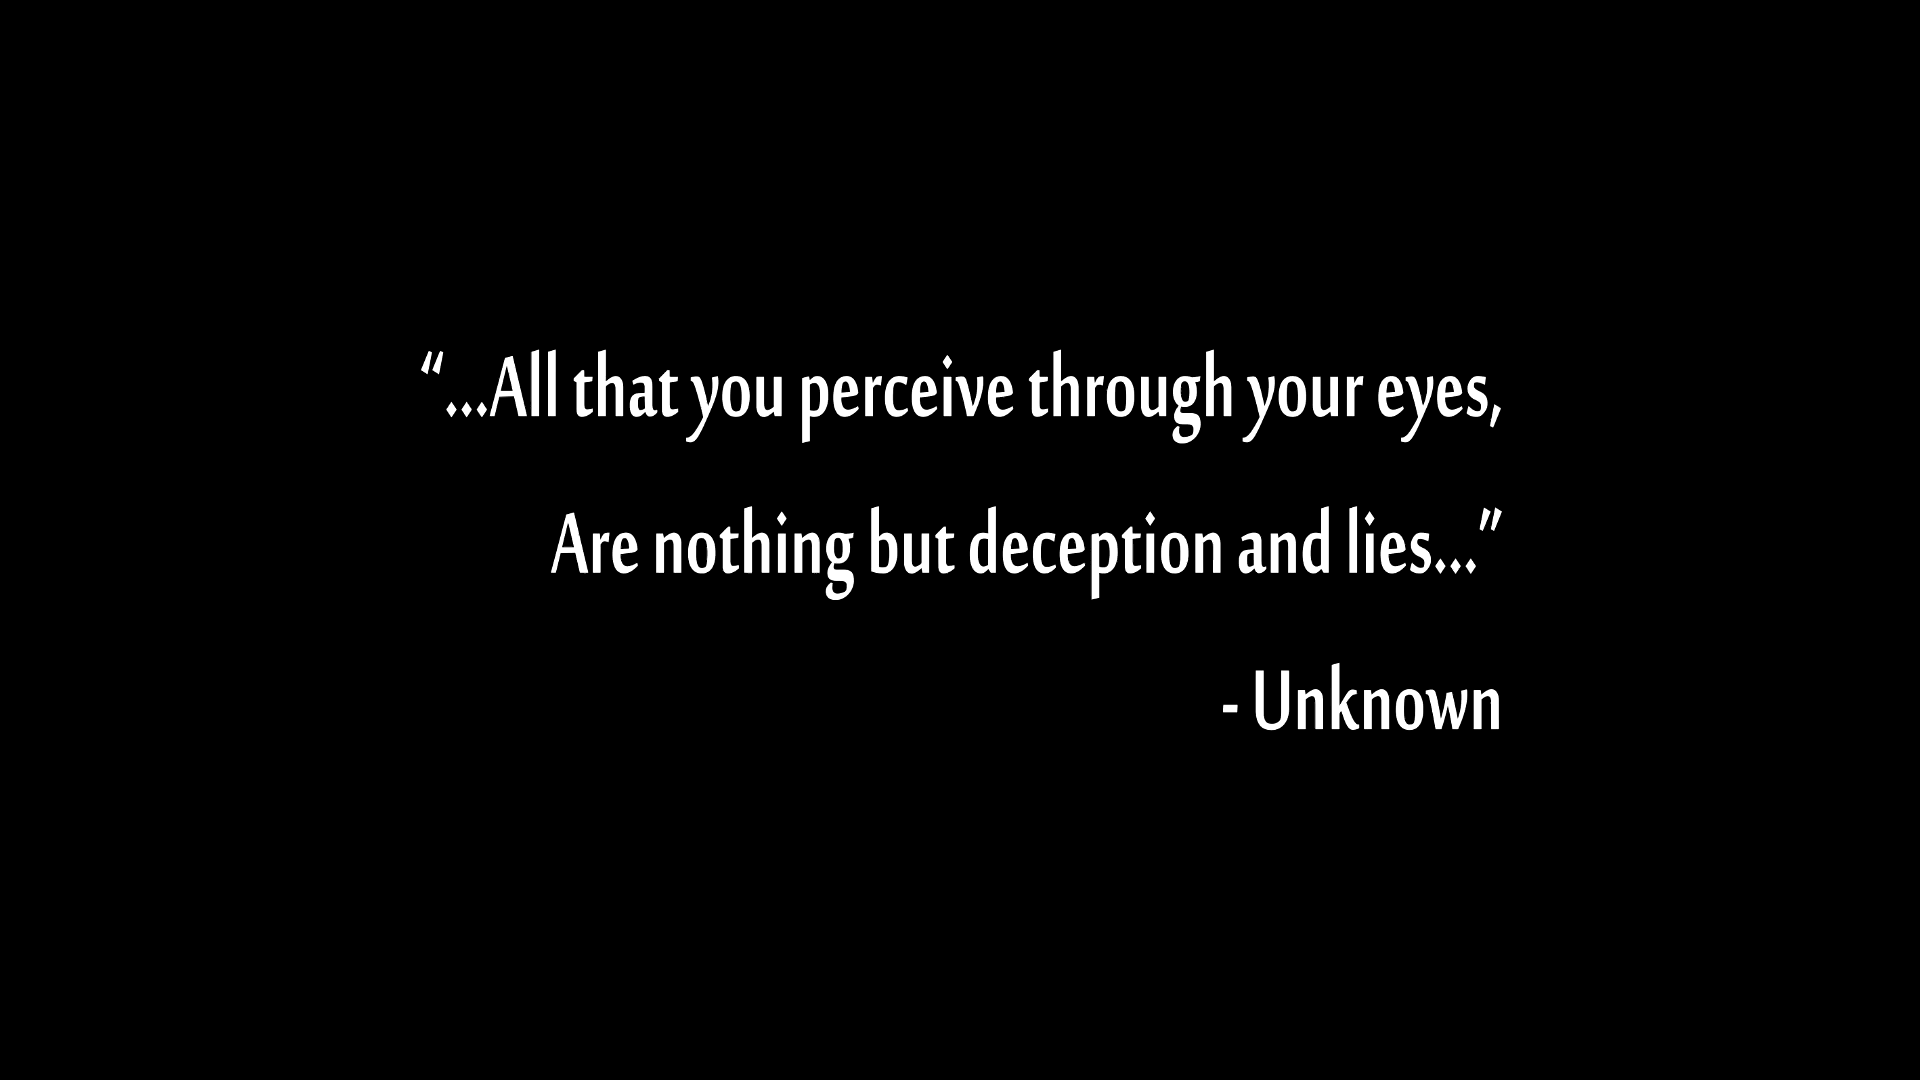 “...All that you perceive through your eyes,
Are nothing but deception and lies...”
- Unknown